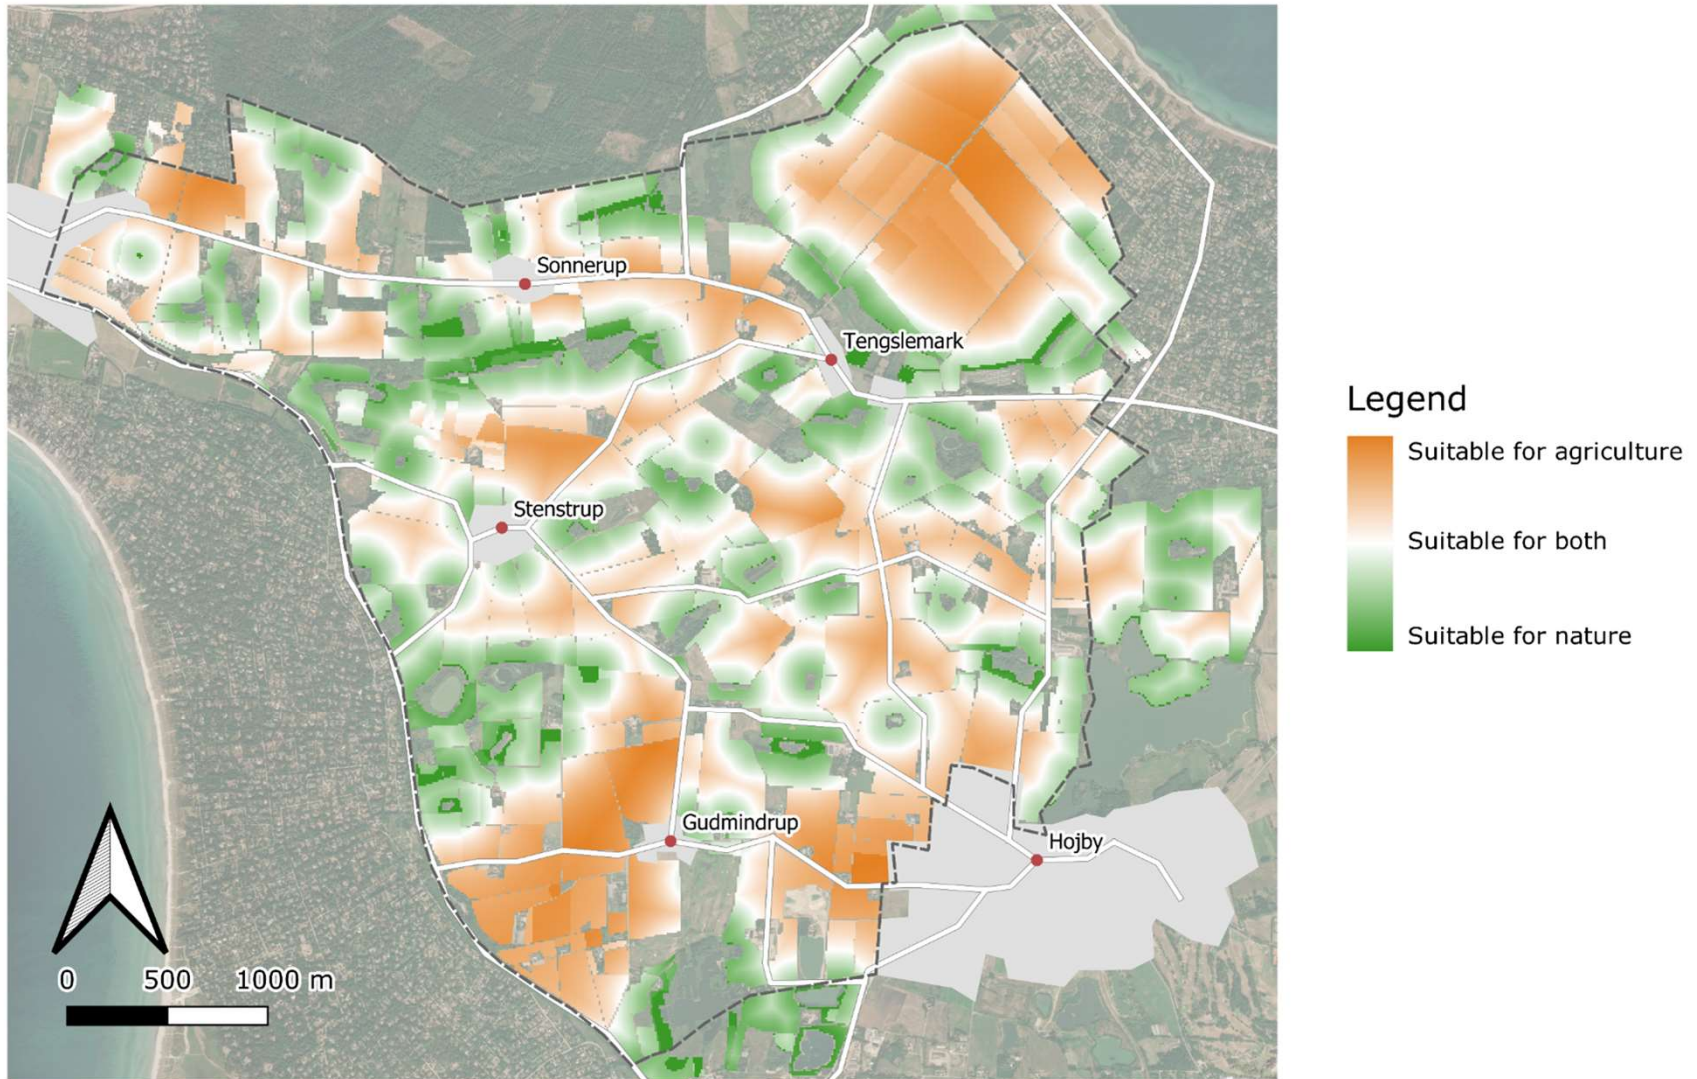 Sonnerup
Tengslemark
Stenstrup
Gudmindrup
Hojby
0 500 1000 m
Legend
Suitable for agriculture
Suitable for both
Suitable for nature